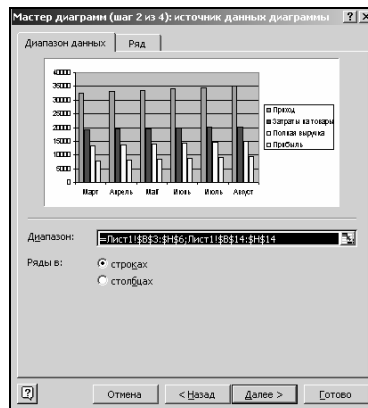 Мастер диаграмм (шаг 2 из 4): источник данных диаграммы
Диапазон данных
Ряд
40000
35000
30000
25000
20000
15000
10000
5000
0
Март Апрель Май Июнь Июль Август
Приход
Затраты на товары
Полная выручка
Прибыль
Диапазон: =Лист1!$B$3:$H$6;Лист1!$B$14:$H$14
Ряды в: строках
столбцах
Отмена < Назад Далее > Готово